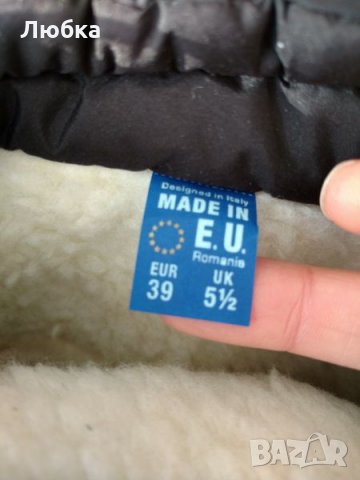 Любка
Designed in Italy
MADE IN
E.U.
Romania
EUR UK
39 5½
BAZAR